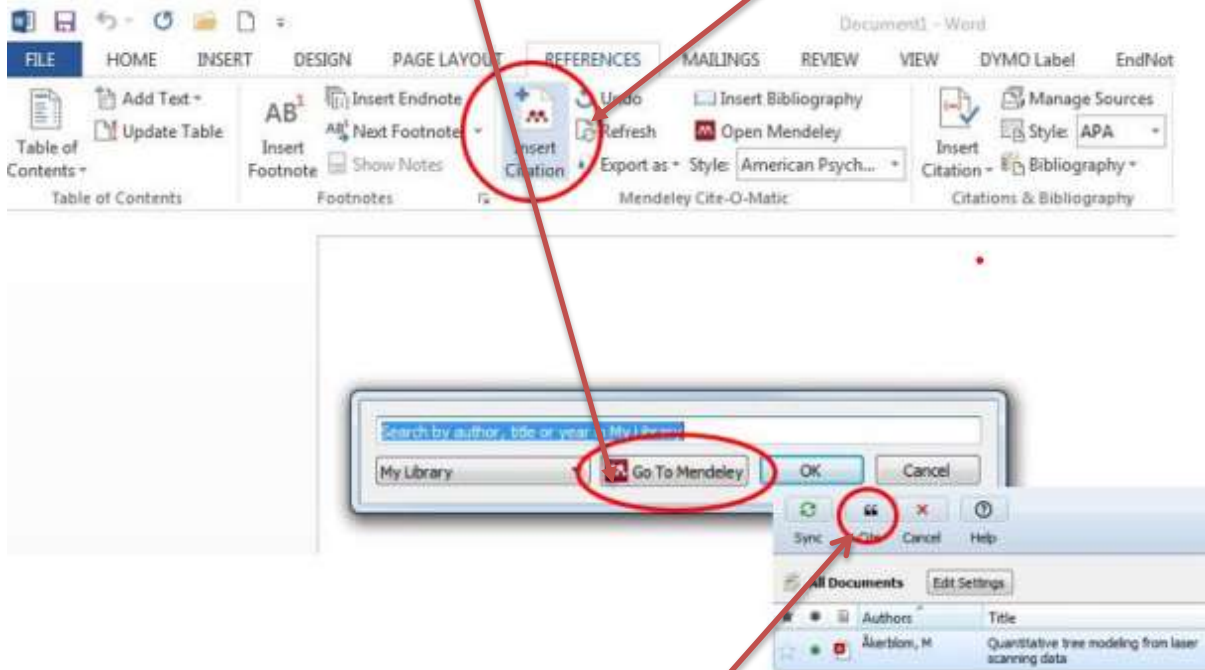 Document1 - Word
FILE HOME INSERT DESIGN PAGE LAYOUT REFERENCES MAILINGS REVIEW VIEW DYMO Label EndNot
Table of Contents
Add Text
Update Table
Table of Contents
AB1
Insert Footnote
Insert Endnote
AB1 Next Footnote
Show Notes
Footnotes
Insert Citation
Undo
Refresh
Export as
Insert Bibliography
Open Mendeley
Style: American Psych...
Mendeley Cite-O-Matic
Insert Citation
Manage Sources
Style: APA
Bibliography
Citations & Bibliography
Search by author, title or year in My Library
My Library
Go To Mendeley
OK
Cancel
Sync Cite Cancel Help
All Documents Edit Settings
Authors Title
Åkerblom, M Quantitative tree modeling from laser
scanning data